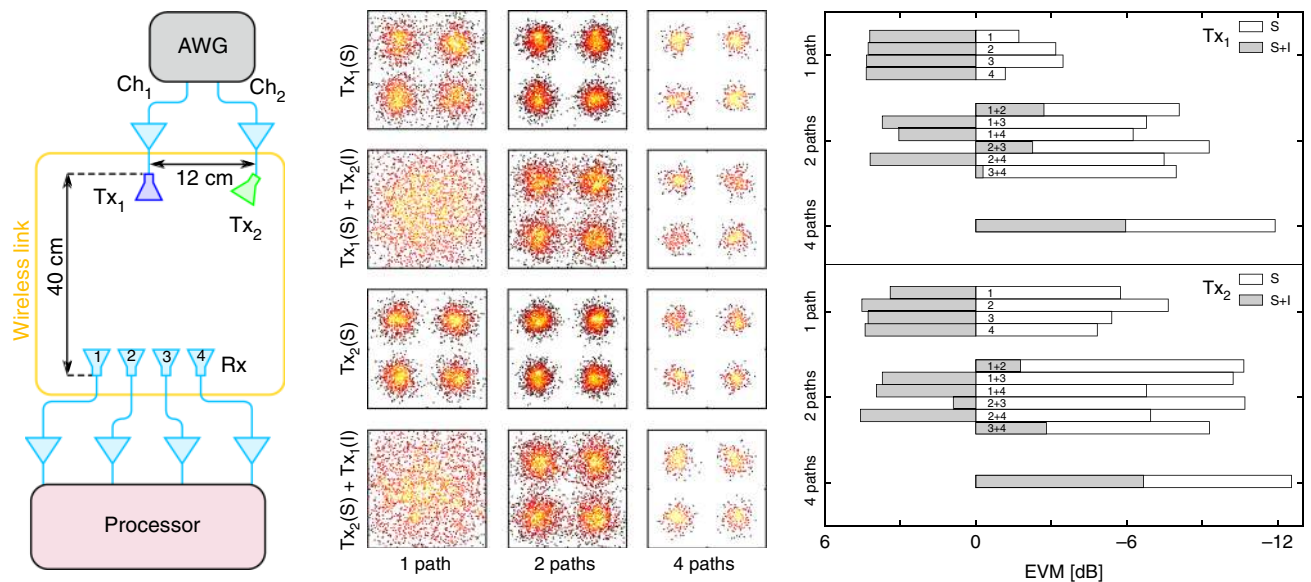 AWG
Ch1
Ch2
12 cm
Tx1
Tx2
40 cm
Wireless link
1 2 3 4
Rx
Processor
Tx1(S)
Tx1(S) + Tx2(I)
Tx2(S)
Tx2(S) + Tx1(I)
1 path
2 paths
4 paths
Tx1
S
S+I
1 path
1
2
3
4
2 paths
1+2
1+3
1+4
2+3
2+4
3+4
4 paths
Tx2
S
S+I
1 path
1
2
3
4
2 paths
1+2
1+3
1+4
2+3
2+4
3+4
4 paths
6 0 −6 −12
EVM [dB]